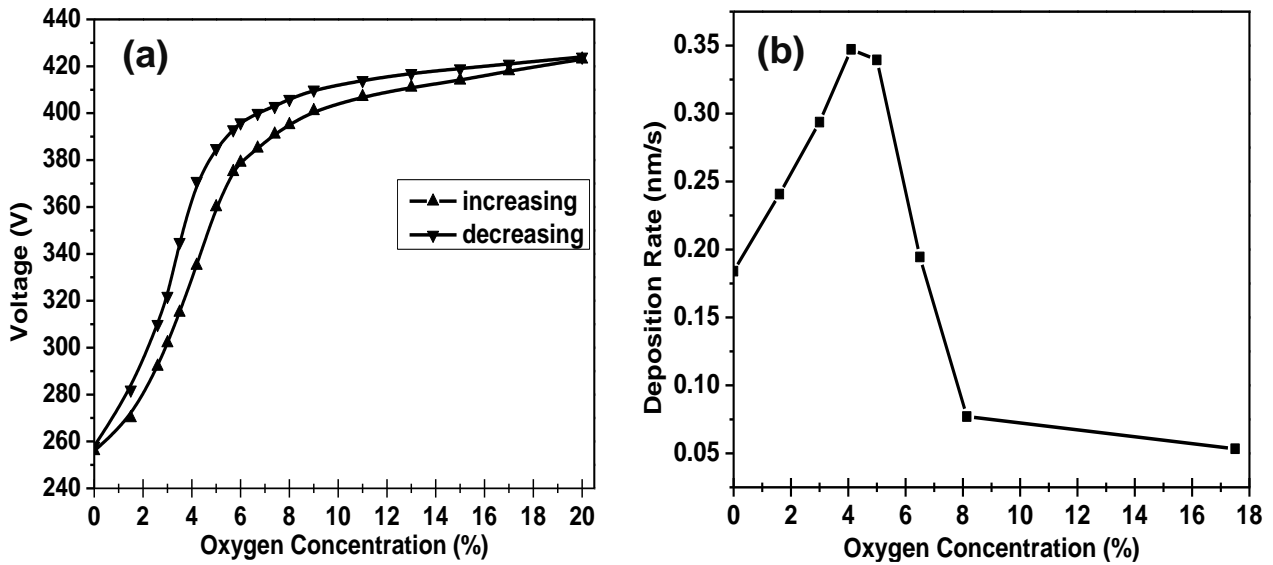 (a)
440
420
400
380
360
340
320
300
280
260
240
Voltage (V)
increasing
decreasing
0 2 4 6 8 10 12 14 16 18 20
Oxygen Concentration (%)
(b)
0.35
0.30
0.25
0.20
0.15
0.10
0.05
Deposition Rate (nm/s)
0 2 4 6 8 10 12 14 16 18
Oxygen Concentration (%)